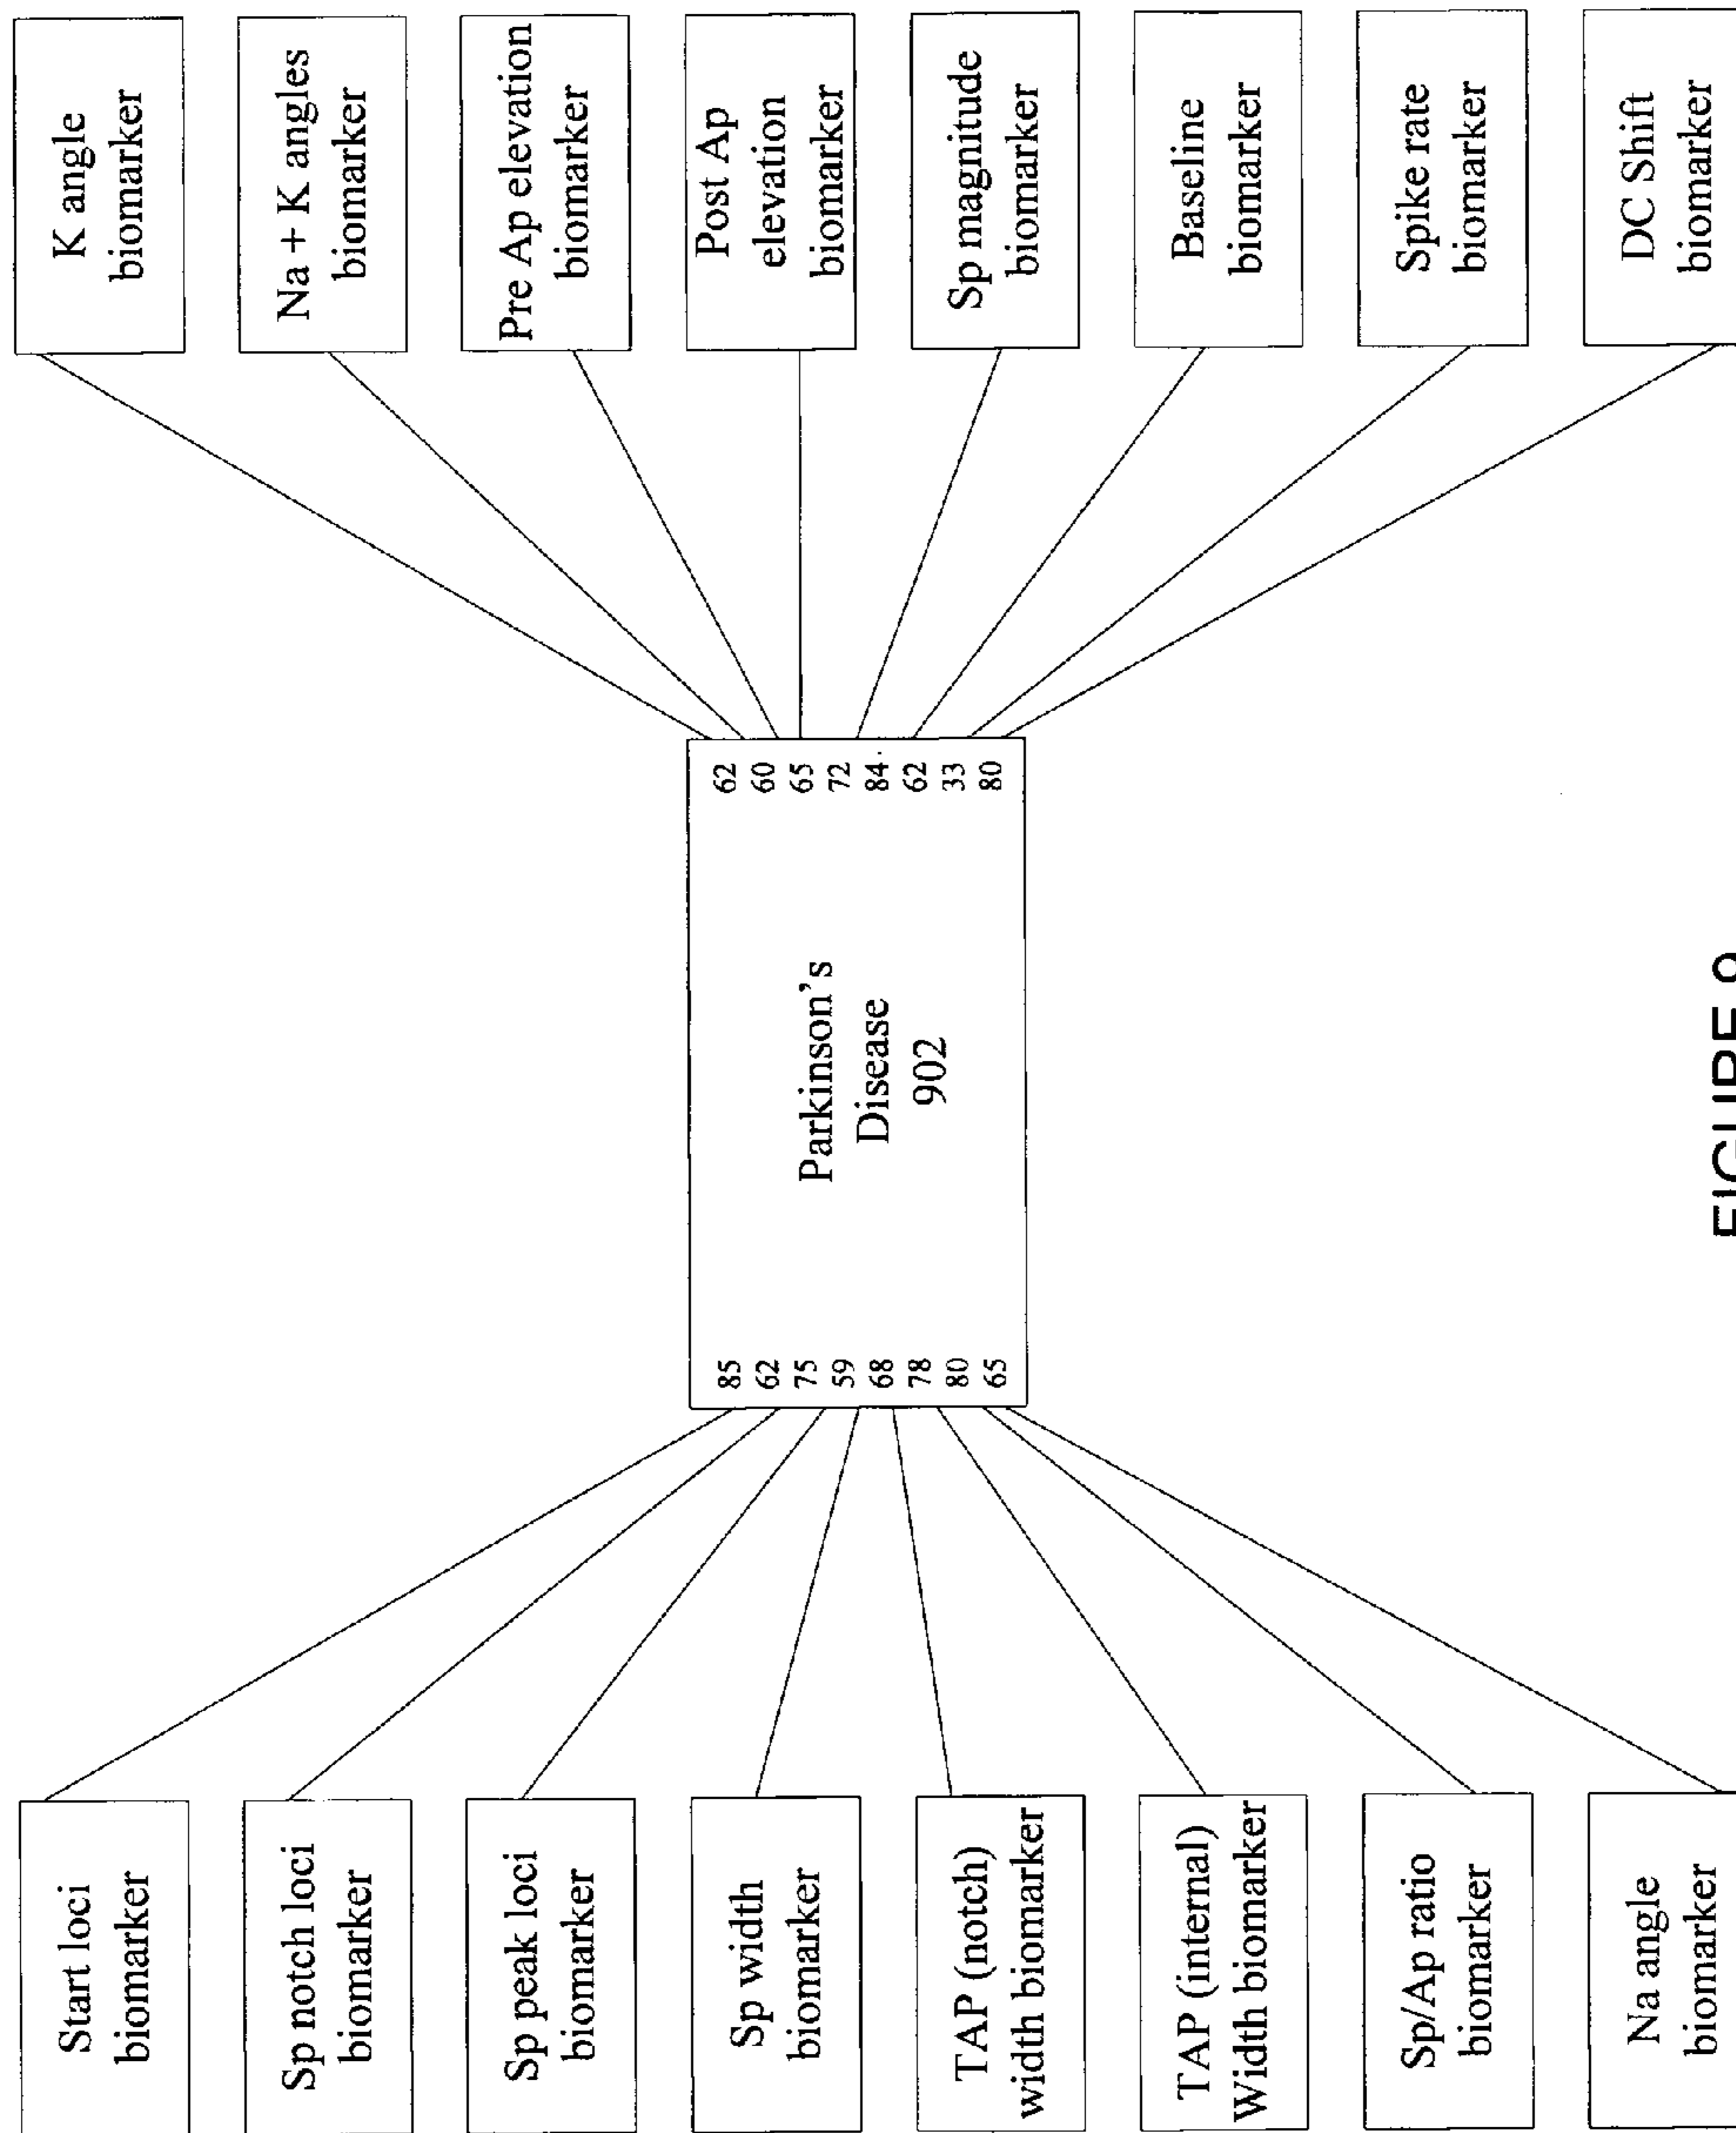 Start loci
biomarker
Sp notch loci
biomarker
Sp peak loci
biomarker
Sp width
biomarker
TAP (notch)
width biomarker
TAP (internal)
Width biomarker
Sp/Ap ratio
biomarker
Na angle
biomarker
85
62
75
59
68
78
80
65
Parkinson's
Disease
902
62
60
65
72
84
62
33
80
K angle
biomarker
Na + K angles
biomarker
Pre Ap elevation
biomarker
Post Ap
elevation
biomarker
Sp magnitude
biomarker
Baseline
biomarker
Spike rate
biomarker
DC Shift
biomarker
FIGURE 9